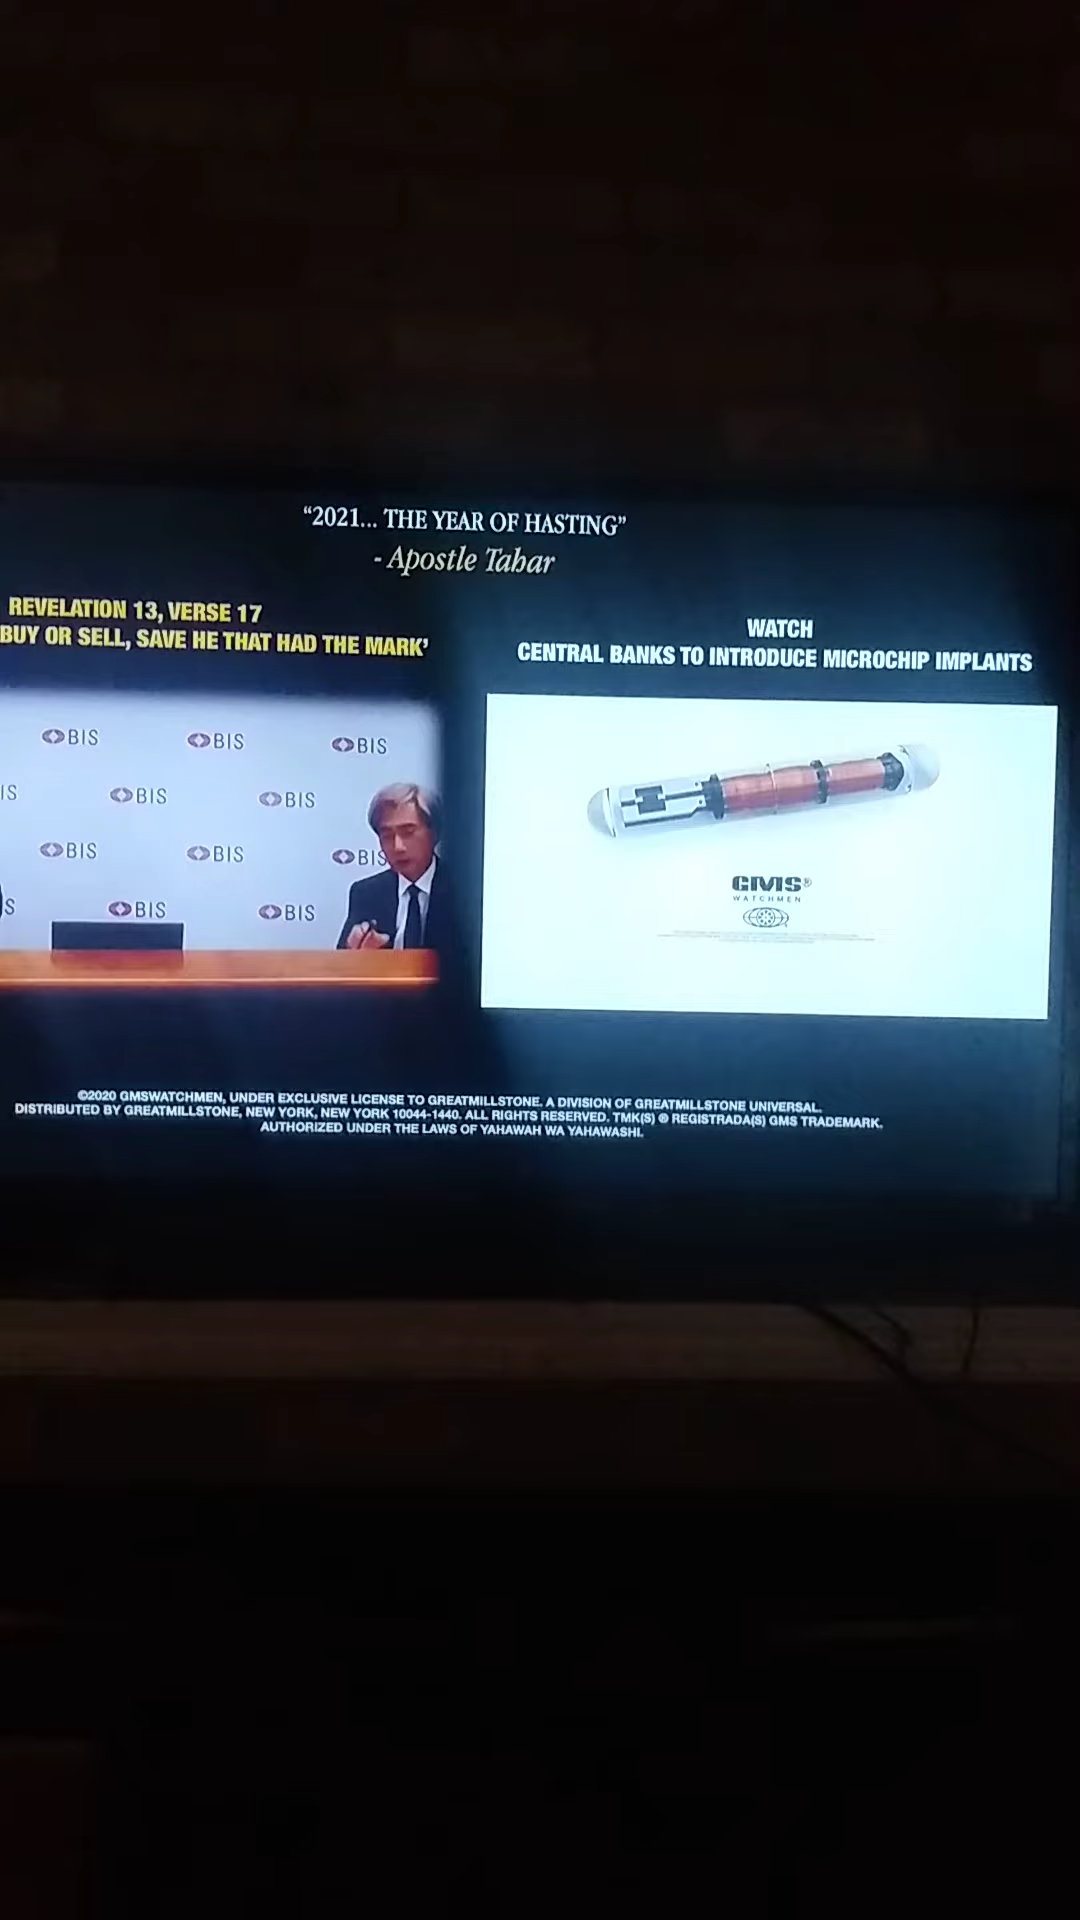 “2021... THE YEAR OF HASTING”
- Apostle Tahar
REVELATION 13, VERSE 17
BUY OR SELL, SAVE HE THAT HAD THE MARK’
WATCH
CENTRAL BANKS TO INTRODUCE MICROCHIP IMPLANTS
BIS BIS BIS
IS BIS BIS
BIS BIS BIS
S BIS BIS
GMS®
WATCHMEN
©2020 GMSWATCHMEN, UNDER EXCLUSIVE LICENSE TO GREATMILLSTONE. A DIVISION OF GREATMILLSTONE UNIVERSAL.
DISTRIBUTED BY GREATMILLSTONE, NEW YORK, NEW YORK 10044-1440. ALL RIGHTS RESERVED. TMK(S) ® REGISTRADA(S) GMS TRADEMARK.
AUTHORIZED UNDER THE LAWS OF YAHAWAH WA YAHAWASHI.